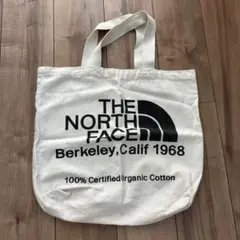 THE
NORTH
FACE
Berkeley, Calif 1968
100% Certified Organic Cotton